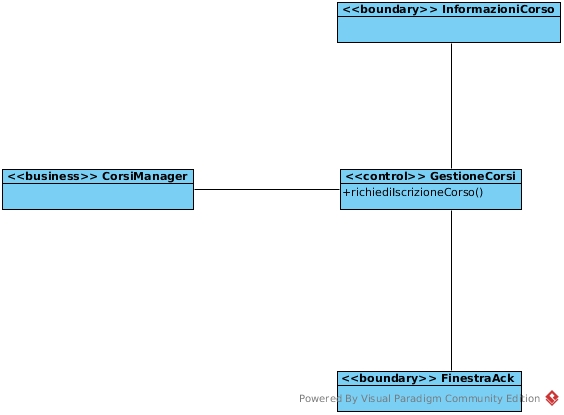 <<boundary>> InformazioniCorso
<<business>> CorsiManager
<<control>> GestioneCorsi
+richiediIscrizioneCorso()
<<boundary>> FinestraAck
Powered By Visual Paradigm Community Edition